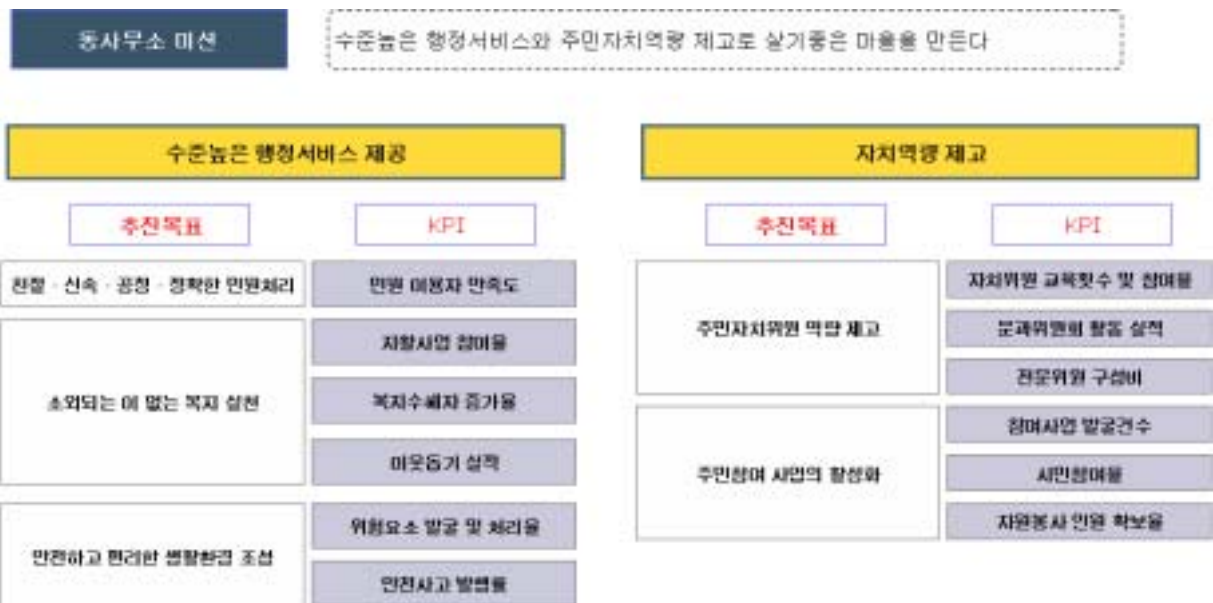 동사무소 미션
수준높은 행정서비스와 주민자치역량 제고로 살기좋은 마을을 만든다
수준높은 행정서비스 제공
추진목표
KPI
친절 · 신속 · 공정 · 정확한 민원처리
민원 이용자 만족도
소외되는 이 없는 복지 실천
자활사업 참여율
복지수혜자 증가율
이웃돕기 실적
안전하고 편리한 생활환경 조성
위험요소 발굴 및 처리율
안전사고 발생률
자치역량 제고
추진목표
KPI
주민자치위원 역량 제고
자치위원 교육횟수 및 참여율
분과위원회 활동 실적
전문위원 구성비
주민참여 사업의 활성화
참여사업 발굴건수
시민참여율
자원봉사 인원 확보율